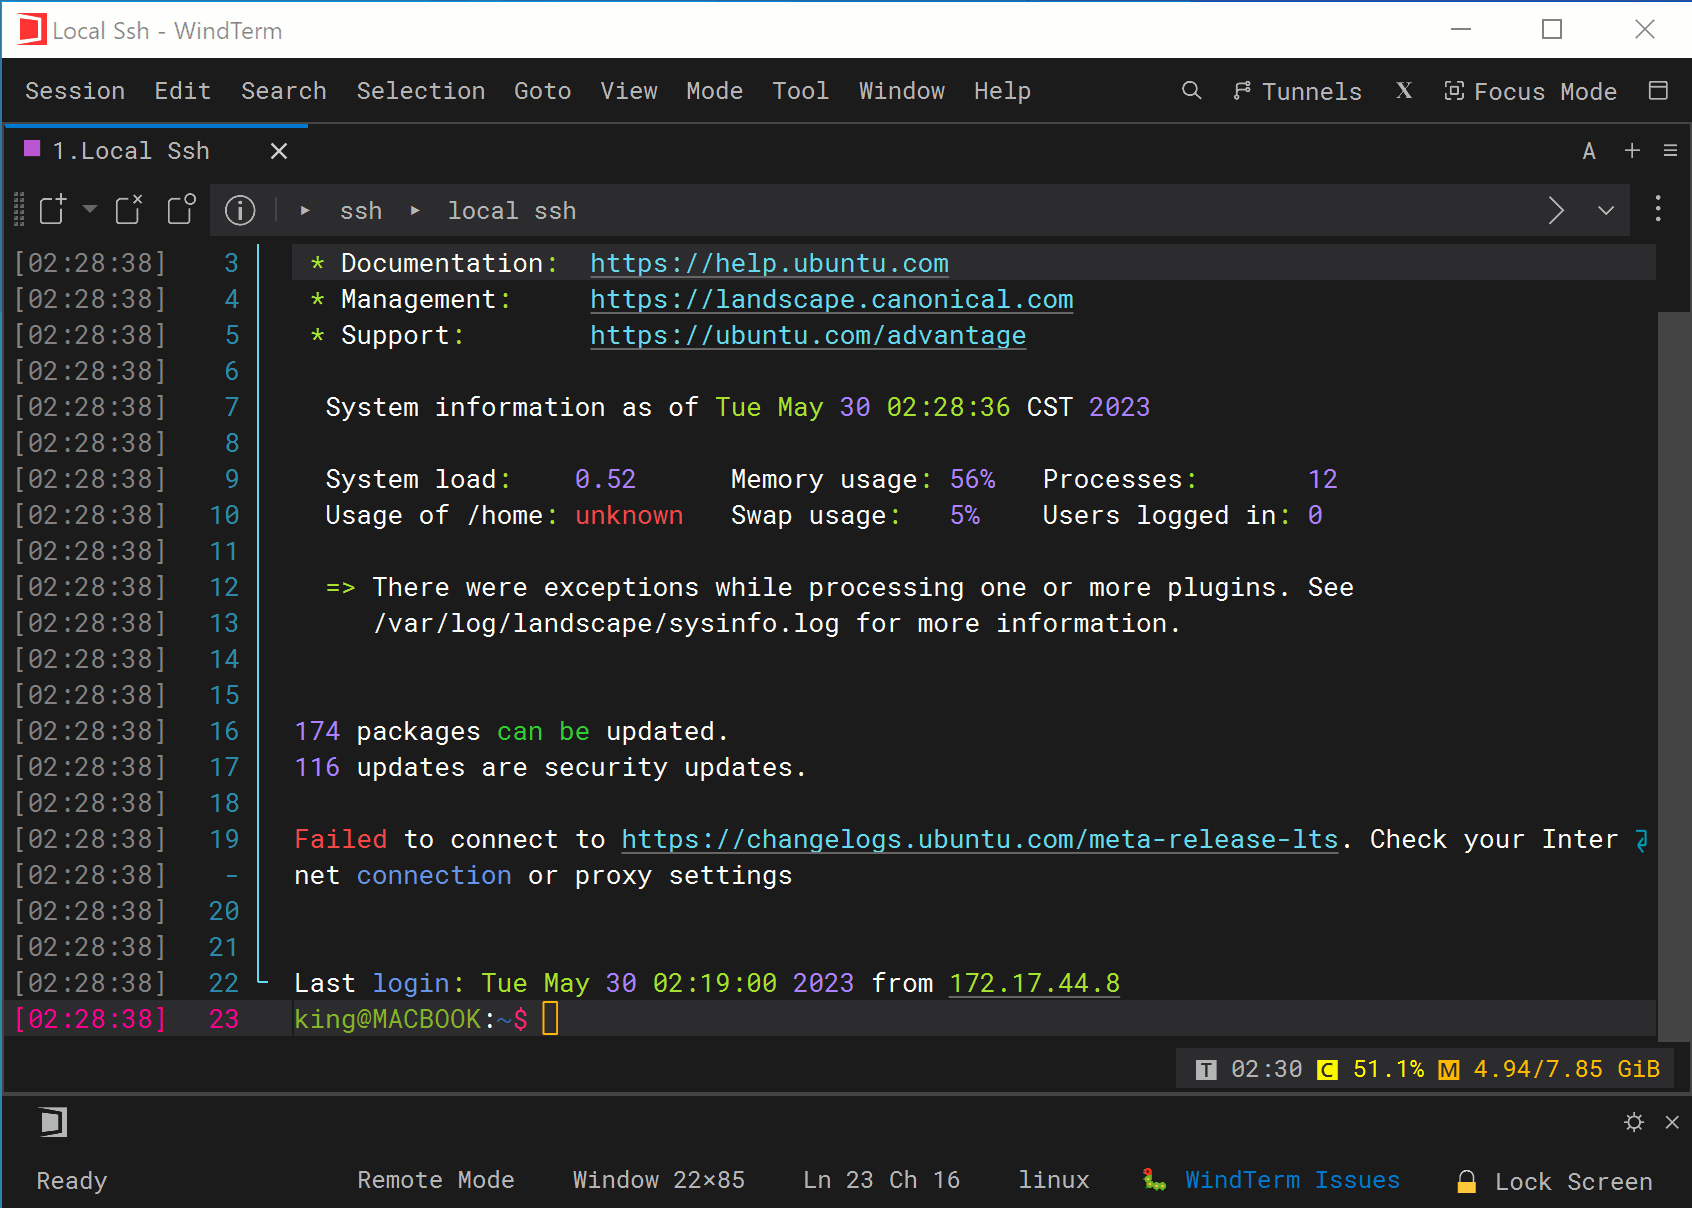 Local Ssh - WindTerm
Session Edit Search Selection Goto View Mode Tool Window Help Tunnels X Focus Mode
1.Local Ssh A
ssh local ssh
[02:28:38] 3 * Documentation: https://help.ubuntu.com
[02:28:38] 4 * Management: https://landscape.canonical.com
[02:28:38] 5 * Support: https://ubuntu.com/advantage
[02:28:38] 6
[02:28:38] 7 System information as of Tue May 30 02:28:36 CST 2023
[02:28:38] 8
[02:28:38] 9 System load: 0.52 Memory usage: 56% Processes: 12
[02:28:38] 10 Usage of /home: unknown Swap usage: 5% Users logged in: 0
[02:28:38] 11
[02:28:38] 12 => There were exceptions while processing one or more plugins. See
[02:28:38] 13 /var/log/landscape/sysinfo.log for more information.
[02:28:38] 14
[02:28:38] 15
[02:28:38] 16 174 packages can be updated.
[02:28:38] 17 116 updates are security updates.
[02:28:38] 18
[02:28:38] 19 Failed to connect to https://changelogs.ubuntu.com/meta-release-lts. Check your Inter
[02:28:38] - net connection or proxy settings
[02:28:38] 20
[02:28:38] 21
[02:28:38] 22 Last login: Tue May 30 02:19:00 2023 from 172.17.44.8
[02:28:38] 23 king@MACBOOK:~$
T 02:30 C 51.1% M 4.94/7.85 GiB
Ready Remote Mode Window 22×85 Ln 23 Ch 16 linux WindTerm Issues Lock Screen